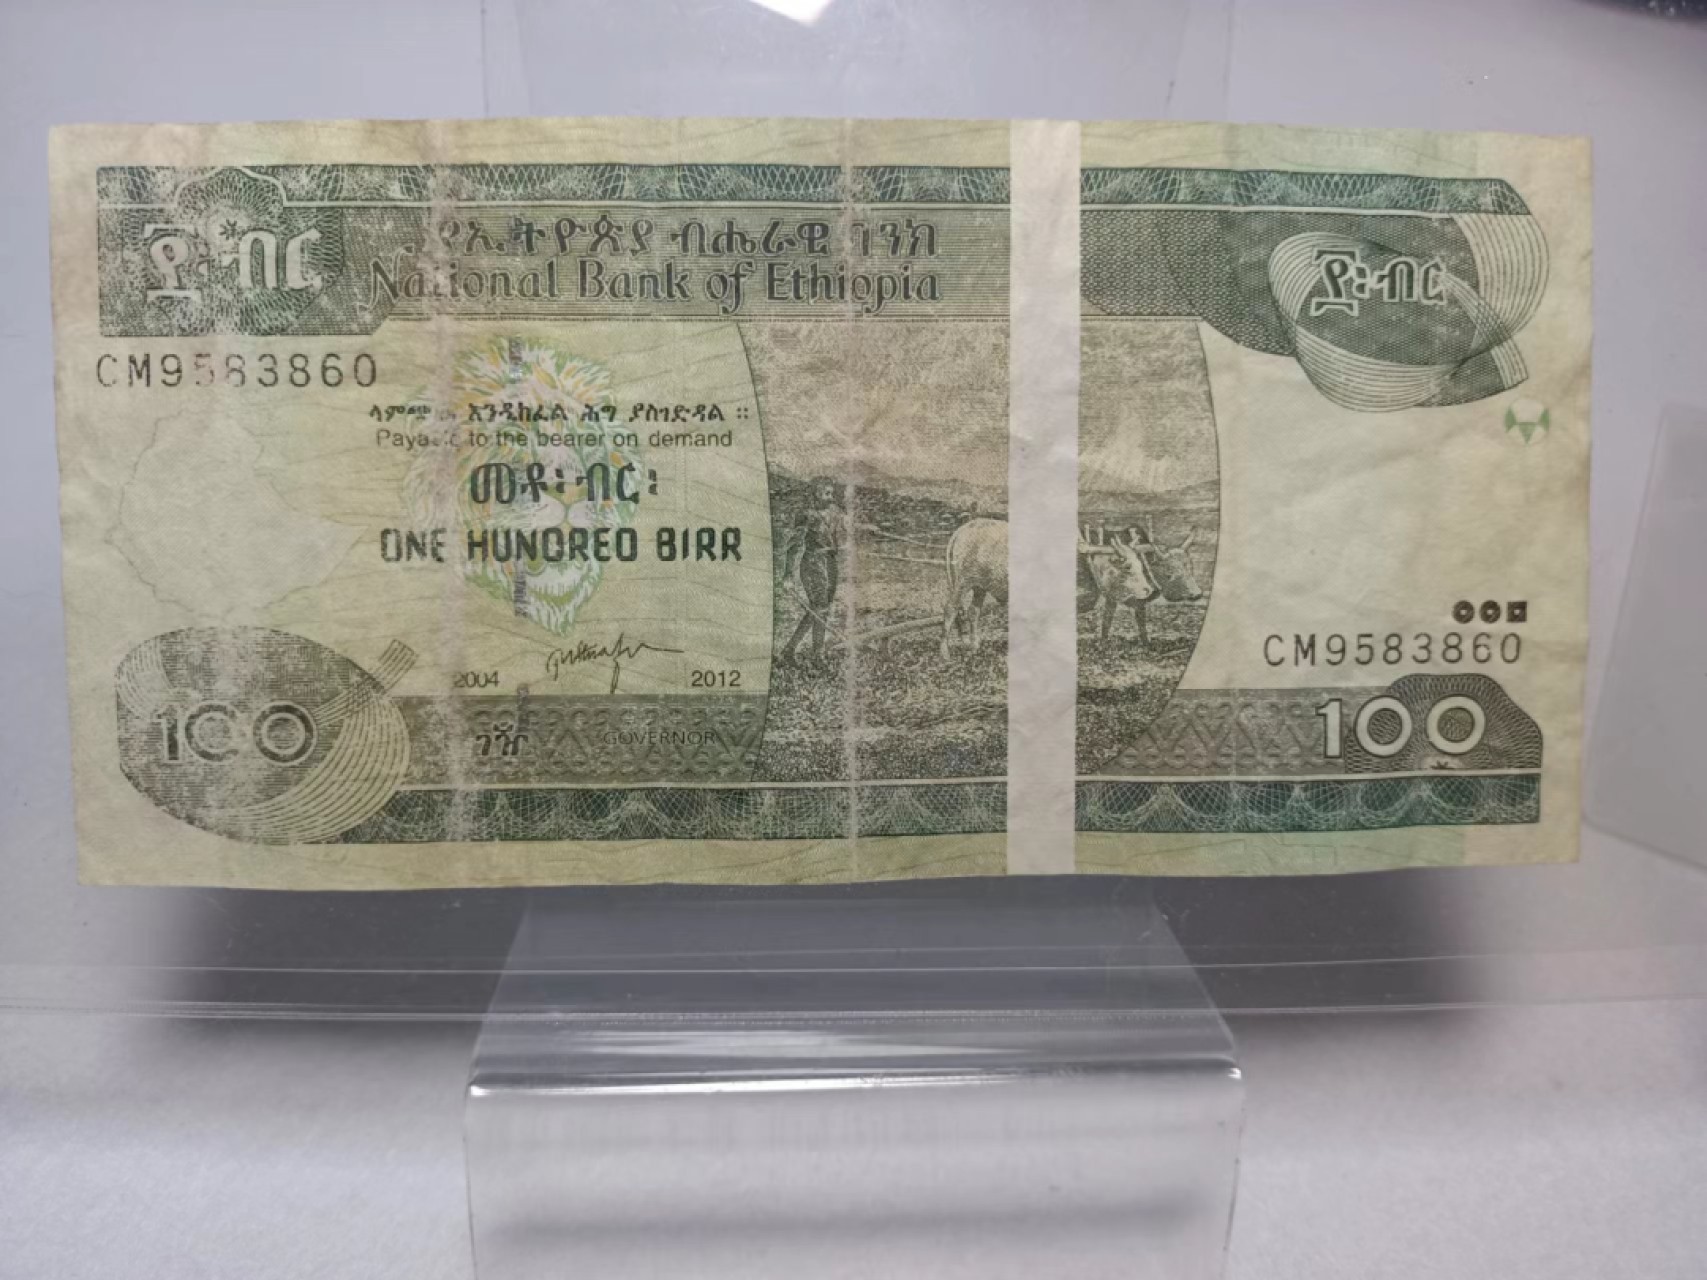 ፻ ብር
የኢትዮጵያ ብሔራዊ ባንክ
National Bank of Ethiopia
፻፡ብር
CM9583860
ላምጭው እንዲከፈል ሕግ ያስገድዳል ።
Payable to the bearer on demand
መቶ፡ ብር፡
ONE HUNDRED BIRR
CM9583860
2004 2012
100
ገዥ GOVERNOR
100